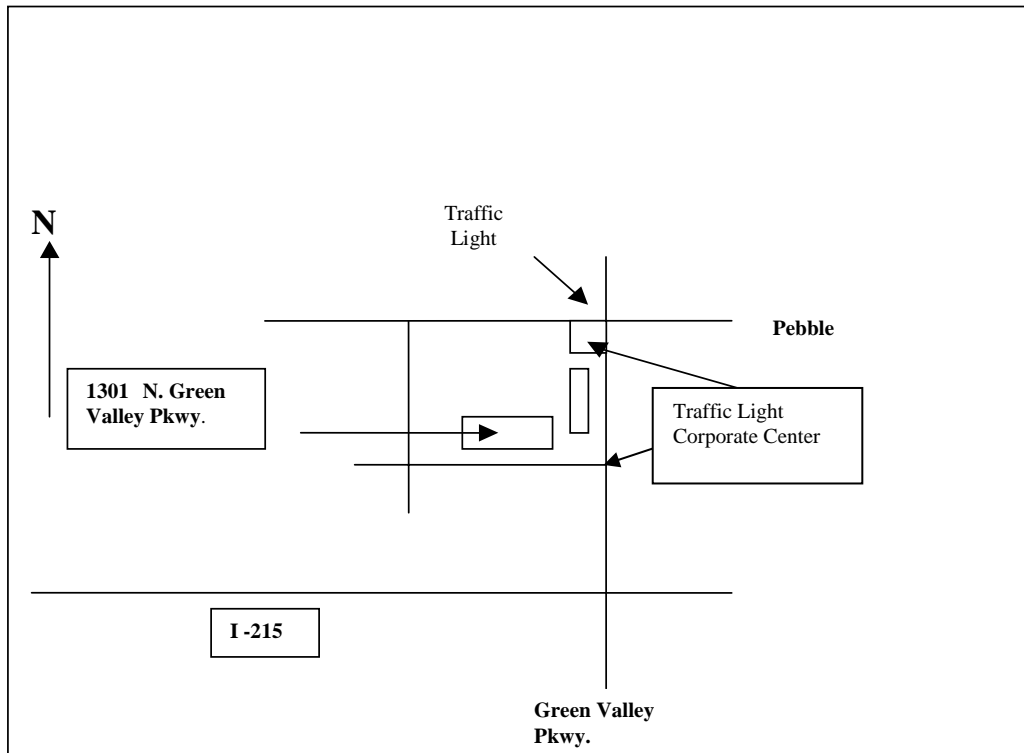 Traffic
Light
N
Pebble
1301 N. Green
Valley Pkwy.
Traffic Light
Corporate Center
I -215
Green Valley
Pkwy.